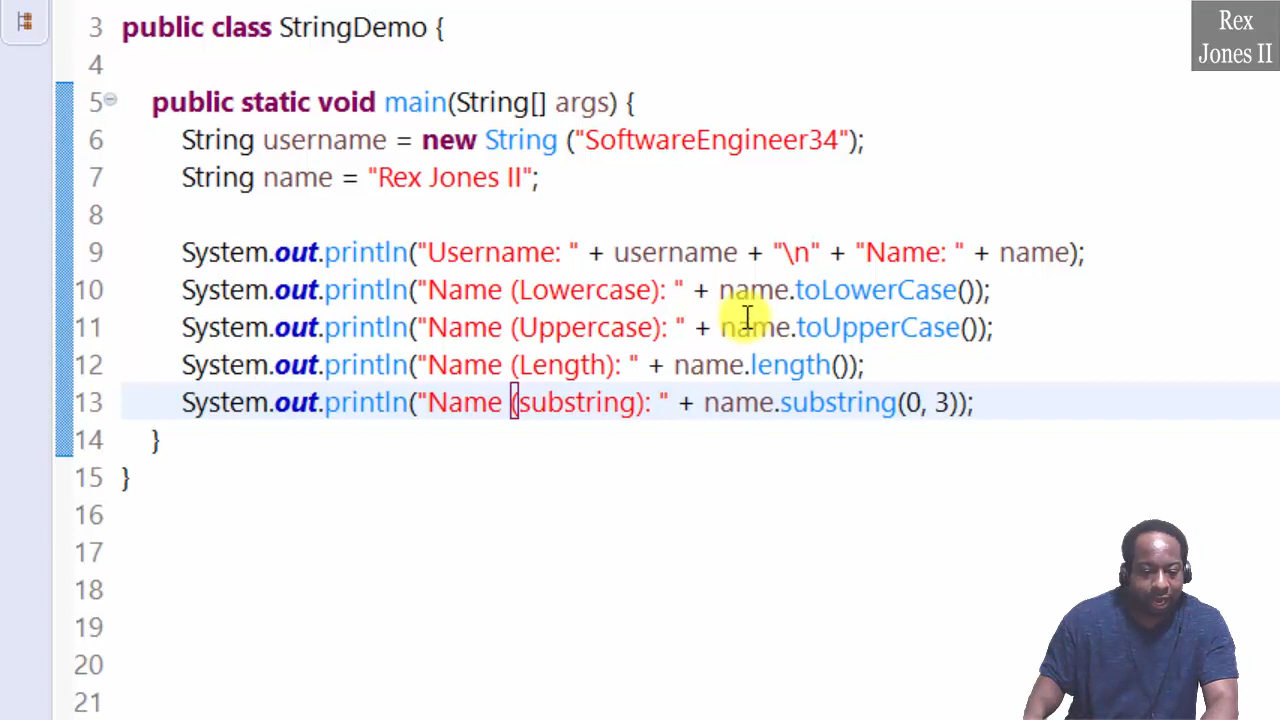 Rex
Jones II
3 public class StringDemo {
4
5 public static void main(String[] args) {
6 String username = new String ("SoftwareEngineer34");
7 String name = "Rex Jones II";
8
9 System.out.println("Username: " + username + "\n" + "Name: " + name);
10 System.out.println("Name (Lowercase): " + name.toLowerCase());
11 System.out.println("Name (Uppercase): " + name.toUpperCase());
12 System.out.println("Name (Length): " + name.length());
13 System.out.println("Name (substring): " + name.substring(0, 3));
14 }
15 }
16
17
18
19
20
21